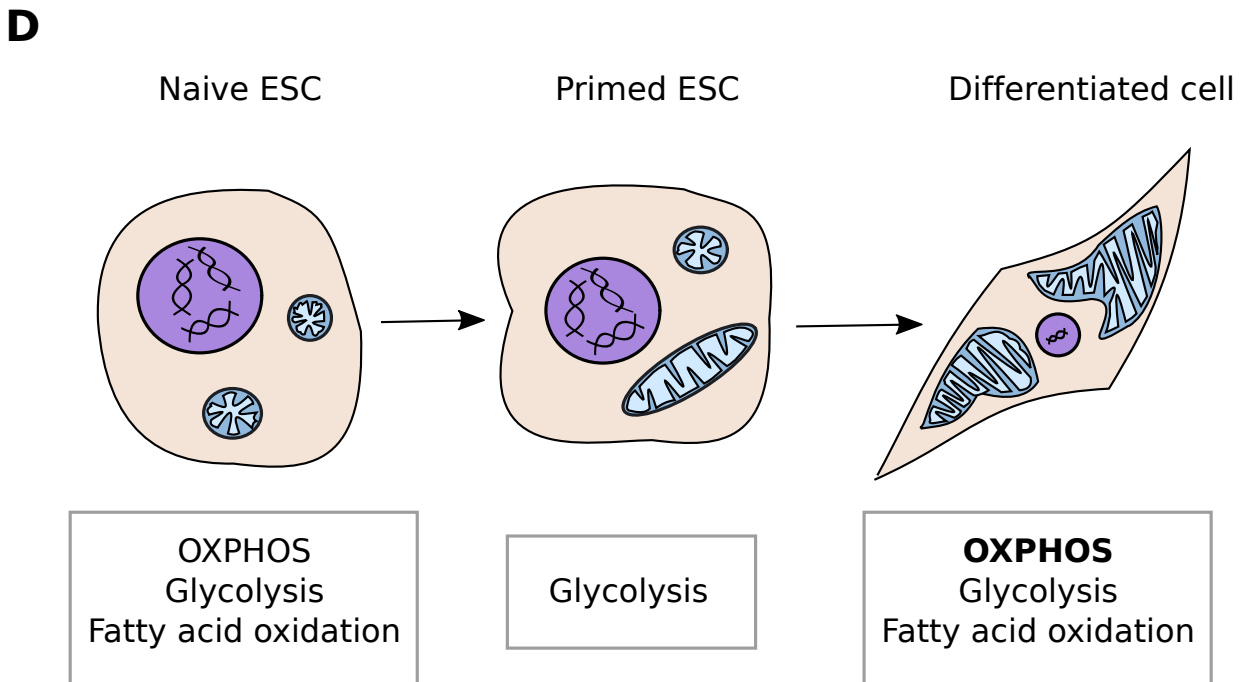 D
Naive ESC
Primed ESC
Differentiated cell
OXPHOS
Glycolysis
Fatty acid oxidation
Glycolysis
OXPHOS
Glycolysis
Fatty acid oxidation